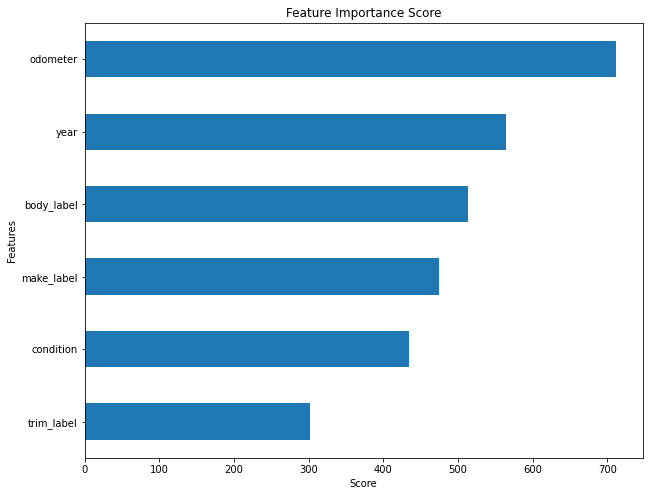 Feature Importance Score
odometer
year
body_label
make_label
condition
trim_label
Features
0 100 200 300 400 500 600 700
Score